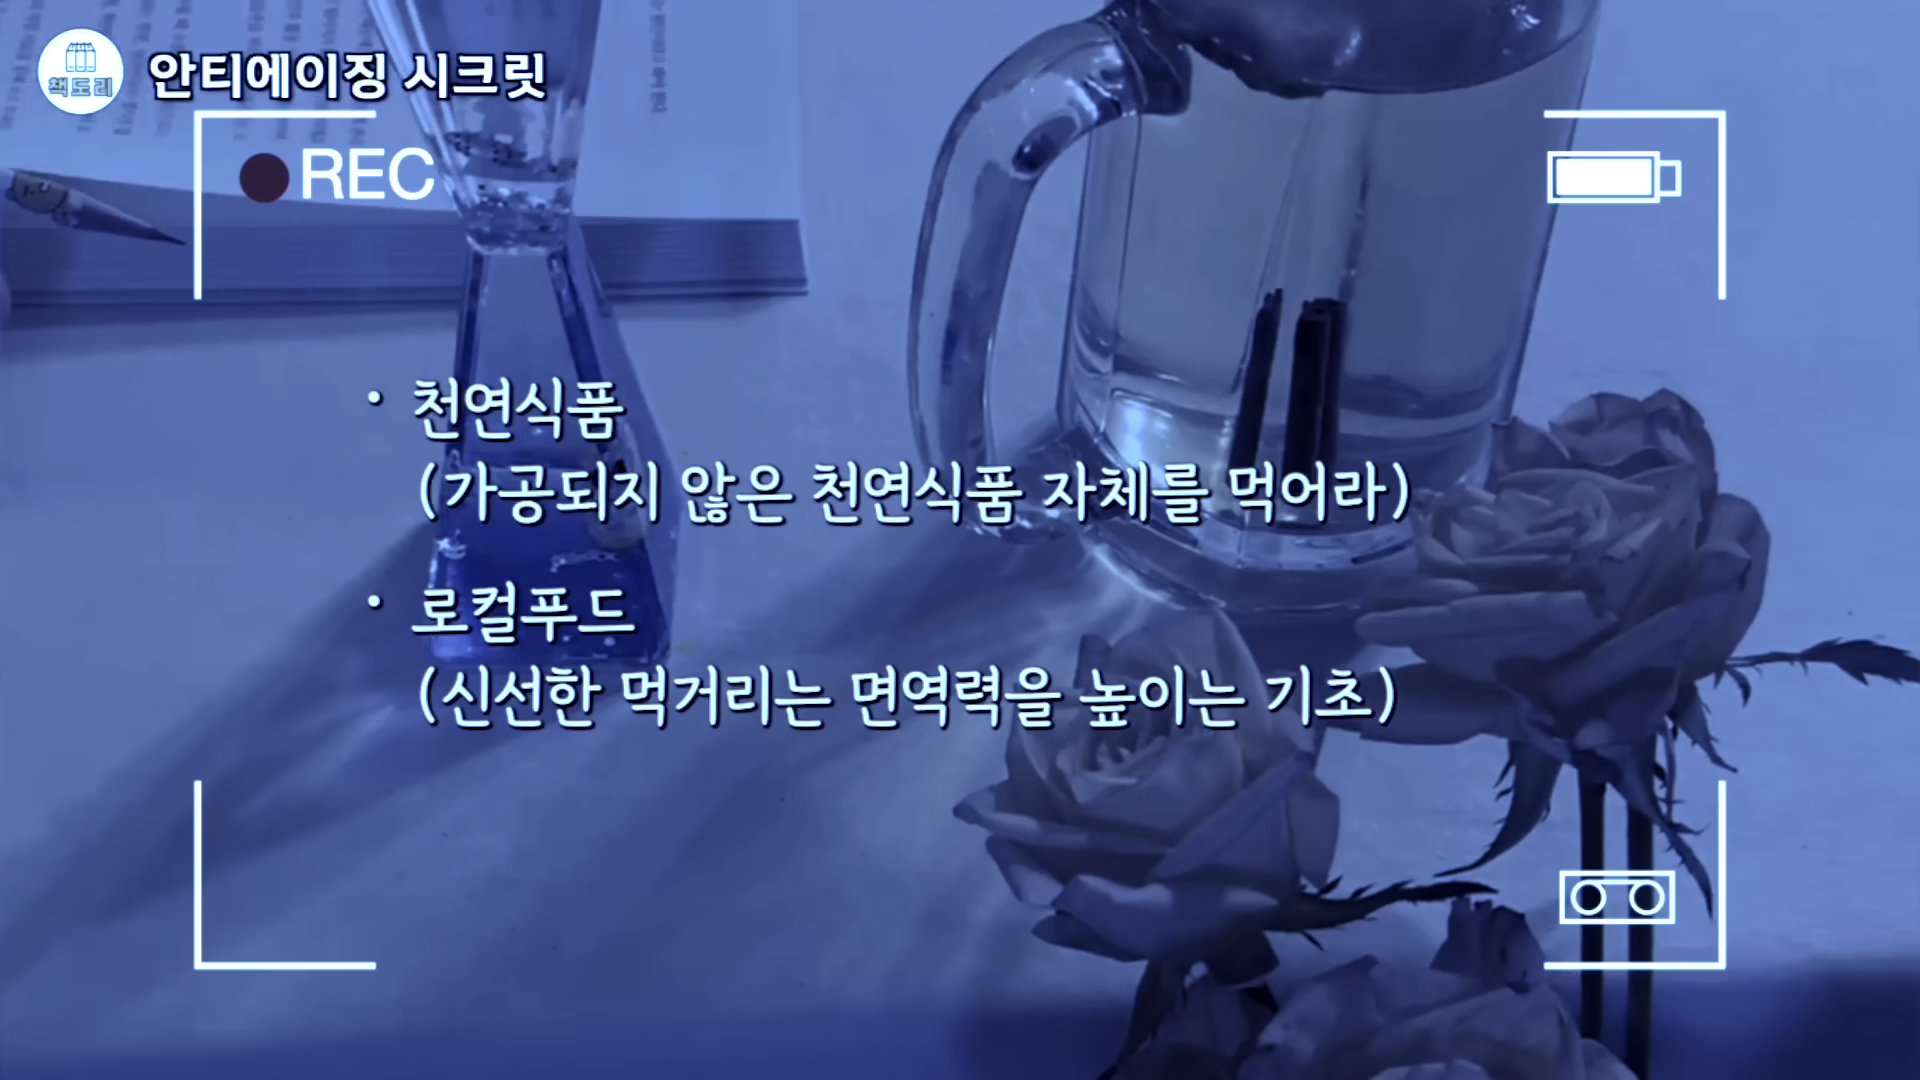 책도리
안티에이징 시크릿
REC
· 천연식품
(가공되지 않은 천연식품 자체를 먹어라)
· 로컬푸드
(신선한 먹거리는 면역력을 높이는 기초)